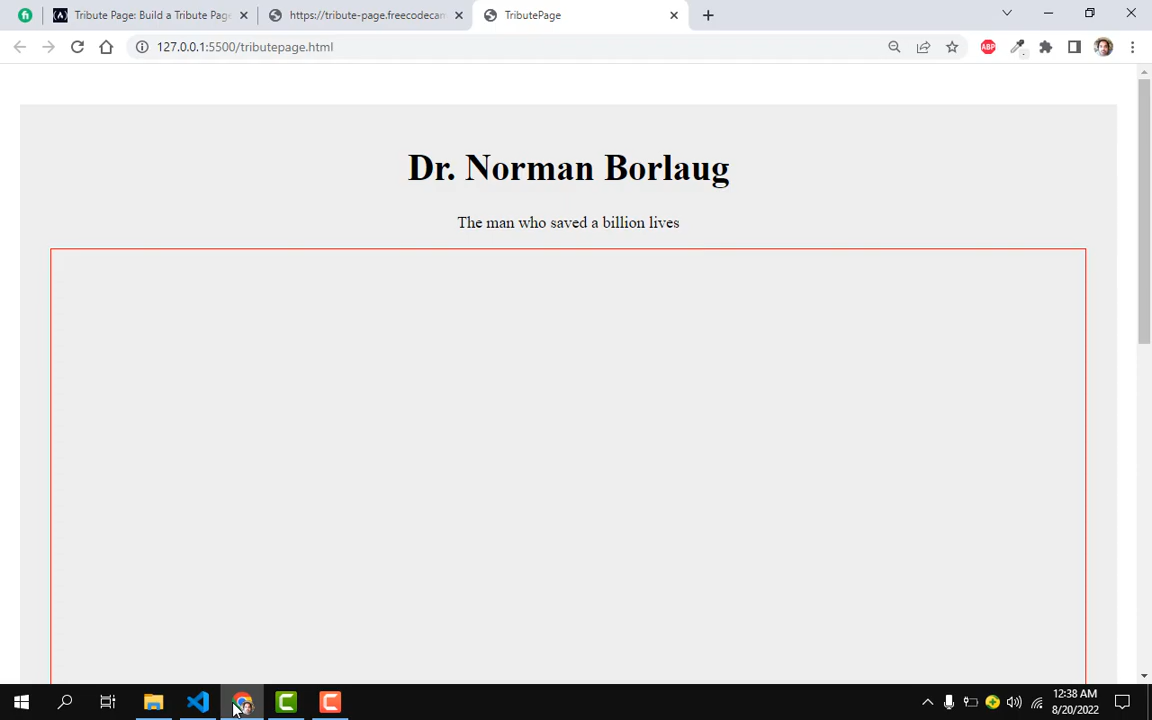 Tribute Page: Build a Tribute Page
https://tribute-page.freecodecam
TributePage
127.0.0.1:5500/tributepage.html
ABP
Dr. Norman Borlaug
The man who saved a billion lives
12:38 AM
8/20/2022